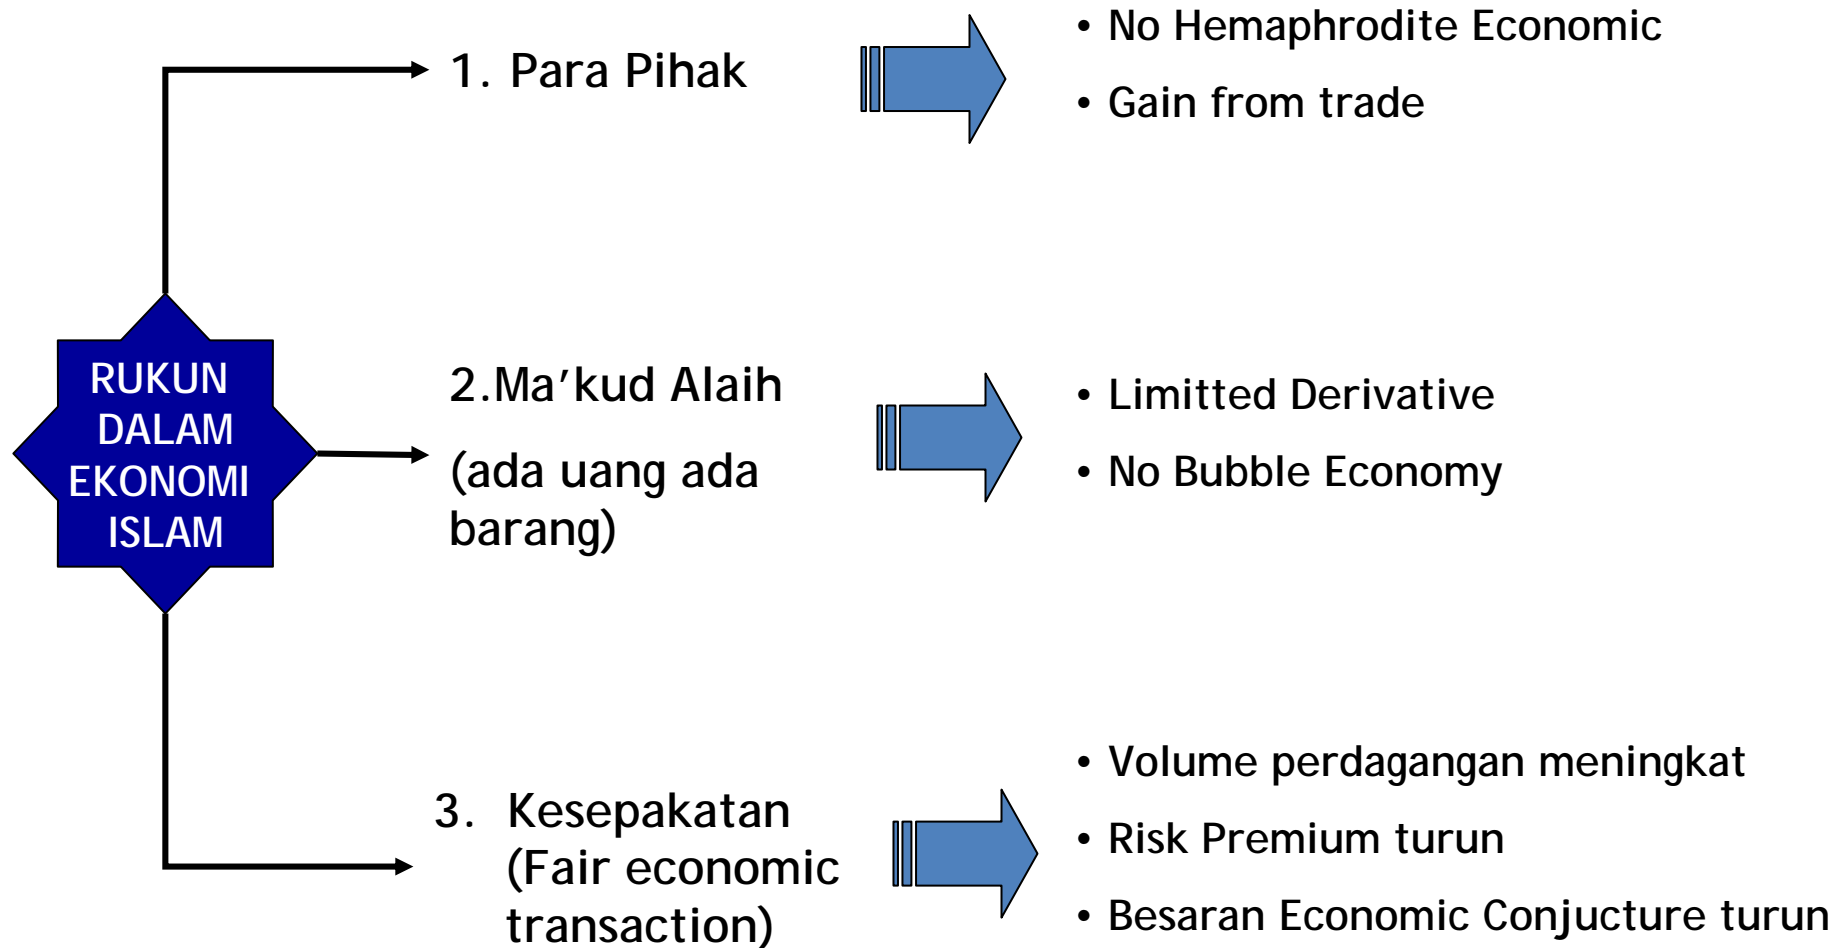 • No Hemaphrodite Economic
1. Para Pihak
• Gain from trade
RUKUN
DALAM
EKONOMI
ISLAM
2.Ma’kud Alaih
(ada uang ada
barang)
• Limitted Derivative
• No Bubble Economy
3. Kesepakatan
(Fair economic
transaction)
• Volume perdagangan meningkat
• Risk Premium turun
• Besaran Economic Conjucture turun